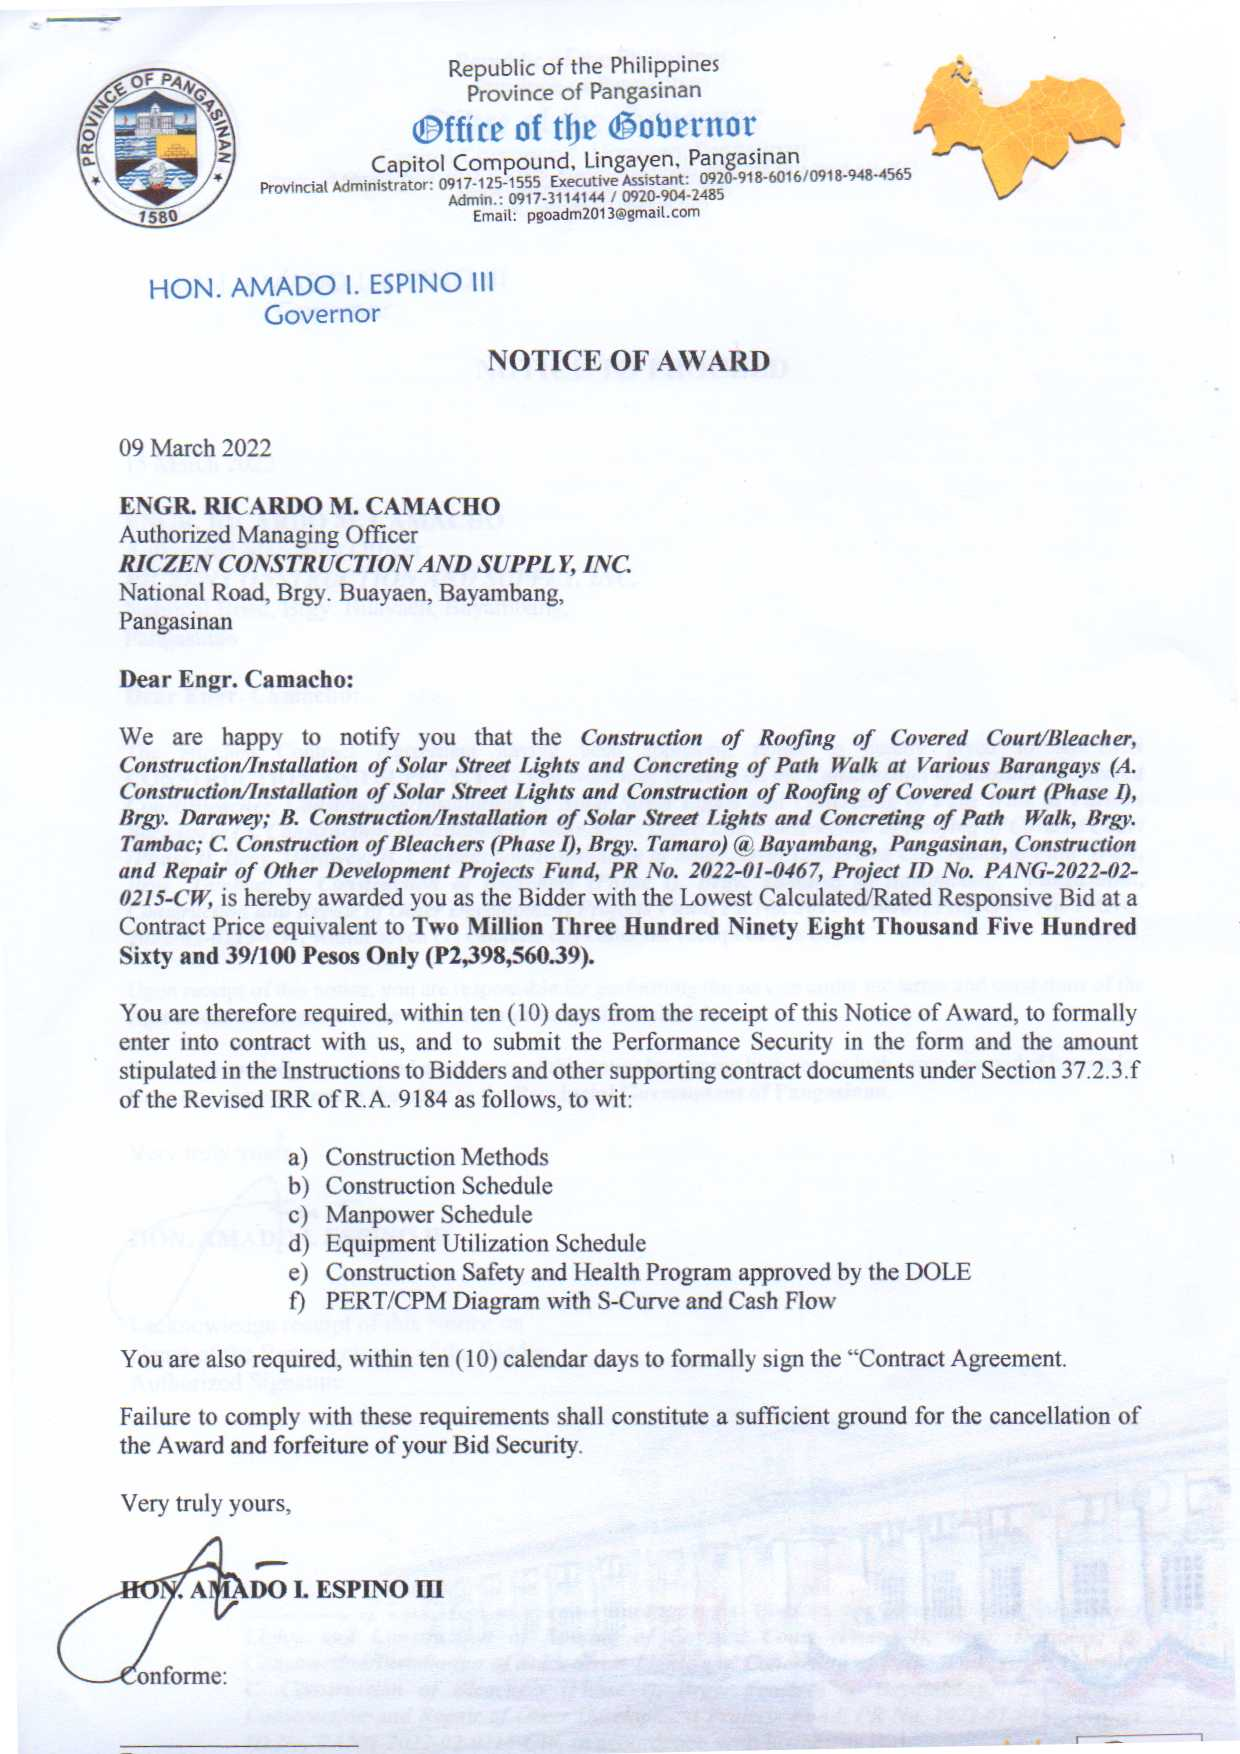 Republic of the Philippines
Province of Pangasinan
Office of the Governor
Capitol Compound, Lingayen, Pangasinan
Provincial Administrator: 0917-125-1555 Executive Assistant: 0920-918-6016/0918-948-4565
Admin.: 0917-3114144 / 0920-904-2485
Email: pgoadm2013@gmail.com
PROVINCE OF PANGASINAN
1580
HON. AMADO I. ESPINO III
Governor
NOTICE OF AWARD
09 March 2022
ENGR. RICARDO M. CAMACHO
Authorized Managing Officer
RICZEN CONSTRUCTION AND SUPPLY, INC.
National Road, Brgy. Buayaen, Bayambang,
Pangasinan
Dear Engr. Camacho:
We are happy to notify you that the Construction of Roofing of Covered Court/Bleacher,
Construction/Installation of Solar Street Lights and Concreting of Path Walk at Various Barangays (A.
Construction/Installation of Solar Street Lights and Construction of Roofing of Covered Court (Phase I),
Brgy. Darawey; B. Construction/Installation of Solar Street Lights and Concreting of Path Walk, Brgy.
Tambac; C. Construction of Bleachers (Phase I), Brgy. Tamaro) @ Bayambang, Pangasinan, Construction
and Repair of Other Development Projects Fund, PR No. 2022-01-0467, Project ID No. PANG-2022-02-
0215-CW, is hereby awarded you as the Bidder with the Lowest Calculated/Rated Responsive Bid at a
Contract Price equivalent to Two Million Three Hundred Ninety Eight Thousand Five Hundred
Sixty and 39/100 Pesos Only (P2,398,560.39).
You are therefore required, within ten (10) days from the receipt of this Notice of Award, to formally
enter into contract with us, and to submit the Performance Security in the form and the amount
stipulated in the Instructions to Bidders and other supporting contract documents under Section 37.2.3.f
of the Revised IRR of R.A. 9184 as follows, to wit:
a) Construction Methods
b) Construction Schedule
c) Manpower Schedule
d) Equipment Utilization Schedule
e) Construction Safety and Health Program approved by the DOLE
f) PERT/CPM Diagram with S-Curve and Cash Flow
You are also required, within ten (10) calendar days to formally sign the “Contract Agreement.
Failure to comply with these requirements shall constitute a sufficient ground for the cancellation of
the Award and forfeiture of your Bid Security.
Very truly yours,
HON. AMADO I. ESPINO III
Conforme: